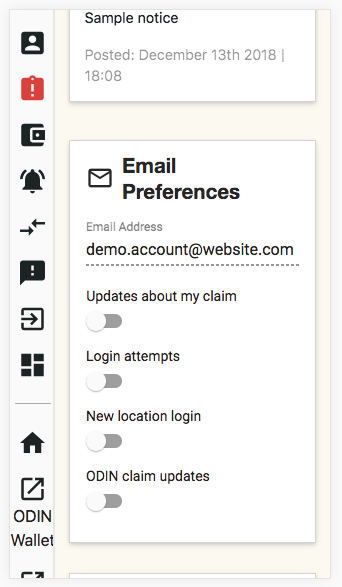 Sample notice
Posted: December 13th 2018 |
18:08
Email
Preferences
Email Address
demo.account@website.com
Updates about my claim
Login attempts
New location login
ODIN claim updates
ODIN
Wallet